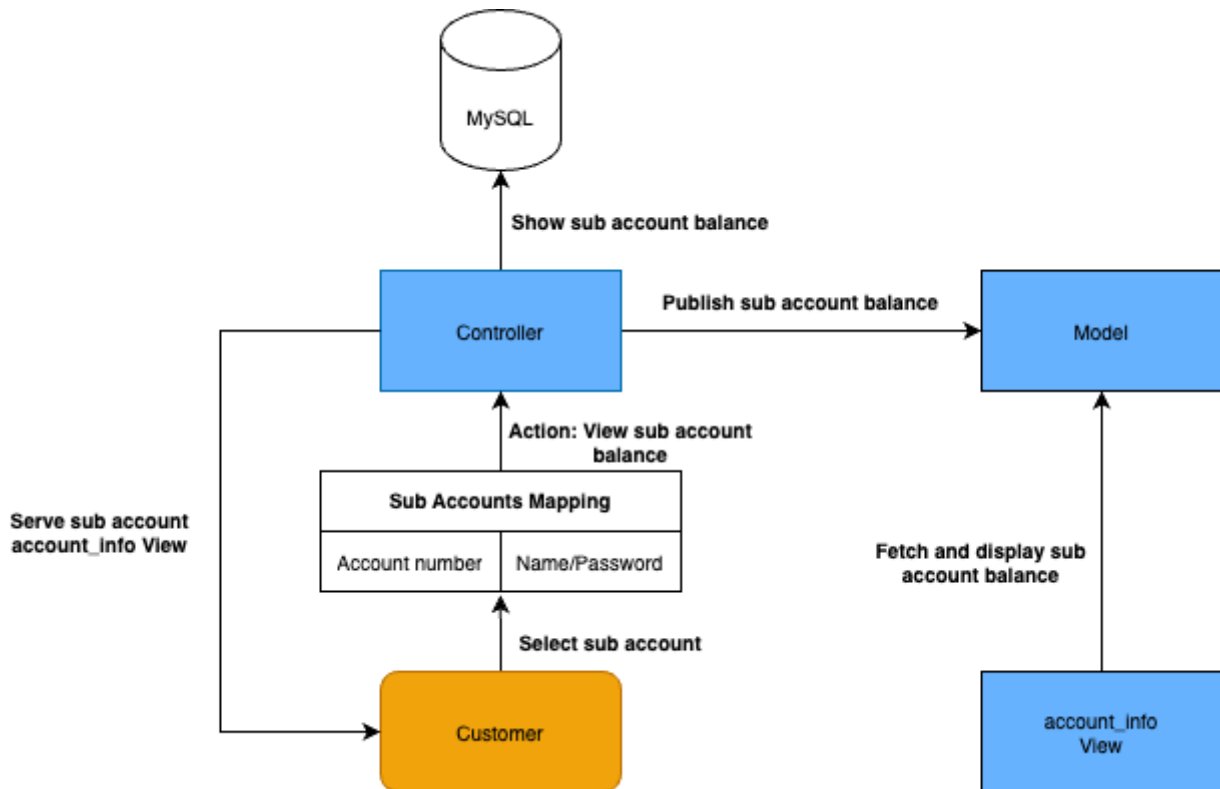 MySQL
Show sub account balance
Publish sub account balance
Controller
Model
Action: View sub account
balance
Sub Accounts Mapping
Serve sub account
account_info View
Account number
Name/Password
Fetch and display sub
account balance
Select sub account
Customer
account_info
View